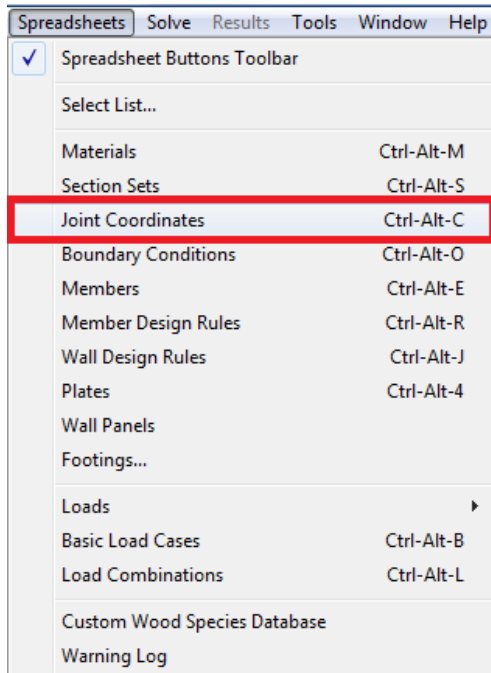 Spreadsheets Solve Results Tools Window Help
Spreadsheet Buttons Toolbar
Select List...
Materials Ctrl-Alt-M
Section Sets Ctrl-Alt-S
Joint Coordinates Ctrl-Alt-C
Boundary Conditions Ctrl-Alt-O
Members Ctrl-Alt-E
Member Design Rules Ctrl-Alt-R
Wall Design Rules Ctrl-Alt-J
Plates Ctrl-Alt-4
Wall Panels
Footings...
Loads
Basic Load Cases Ctrl-Alt-B
Load Combinations Ctrl-Alt-L
Custom Wood Species Database
Warning Log